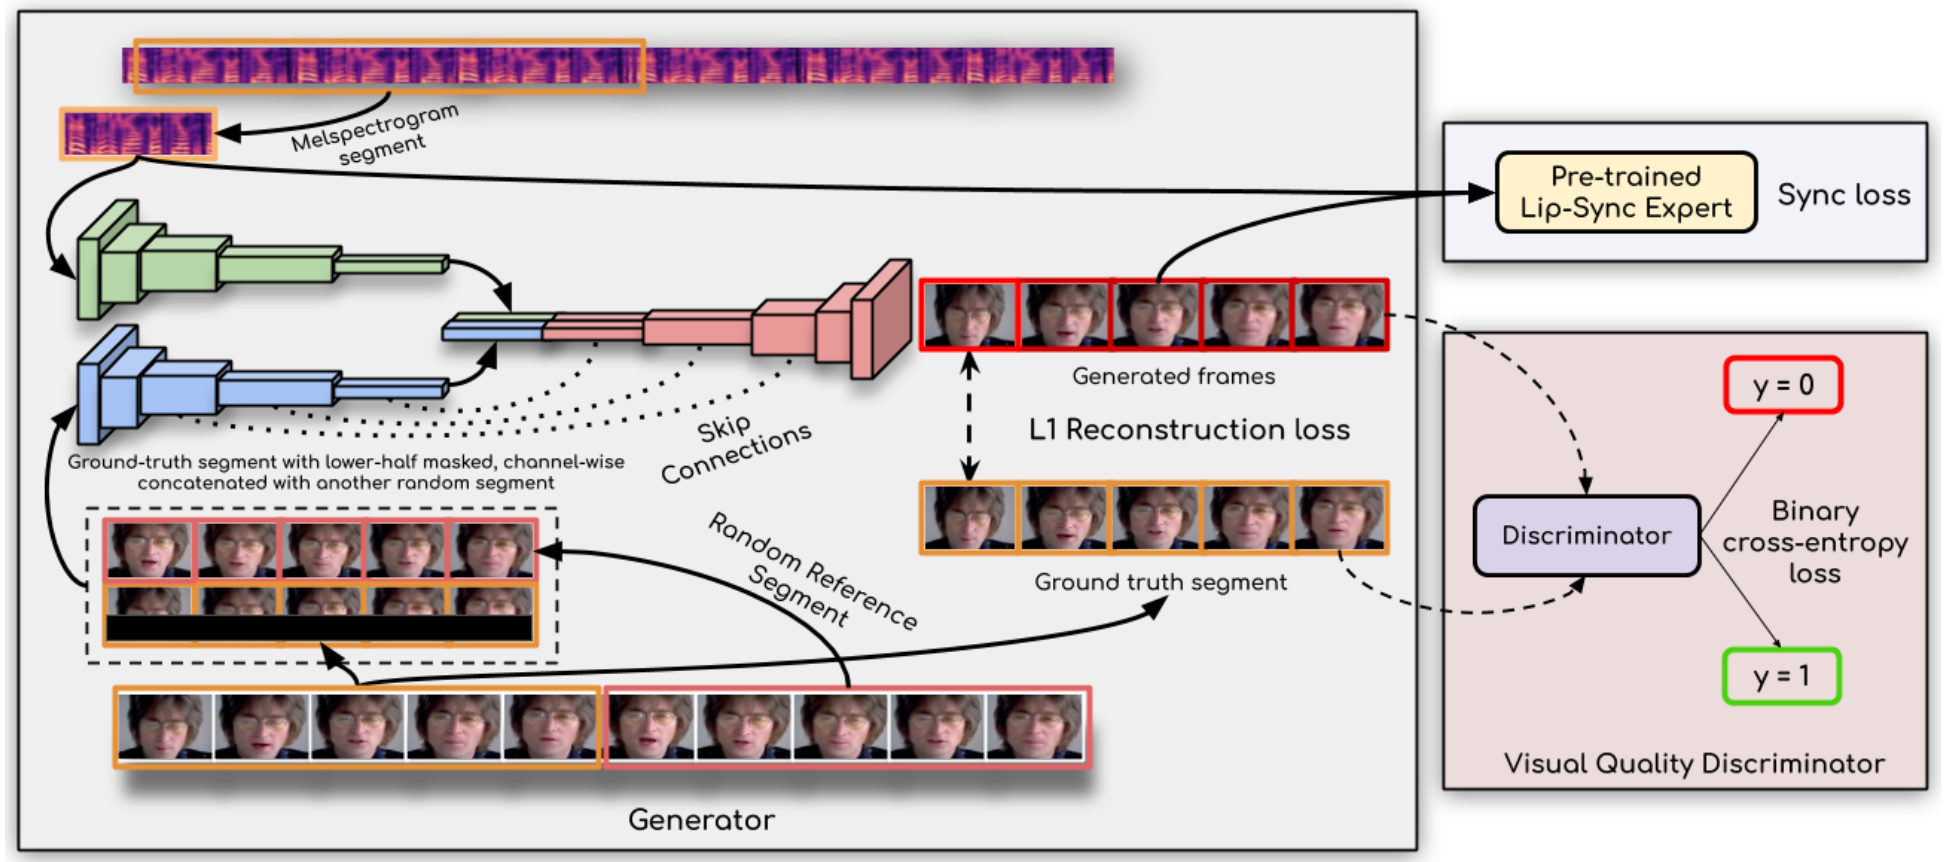 Melspectrogram
segment
Pre-trained
Lip-Sync Expert
Sync loss
Generated frames
L1 Reconstruction loss
Skip
Connections
Ground-truth segment with lower-half masked, channel-wise
concatenated with another random segment
Random Reference
Segment
Ground truth segment
y = 0
Discriminator
Binary
cross-entropy
loss
y = 1
Visual Quality Discriminator
Generator